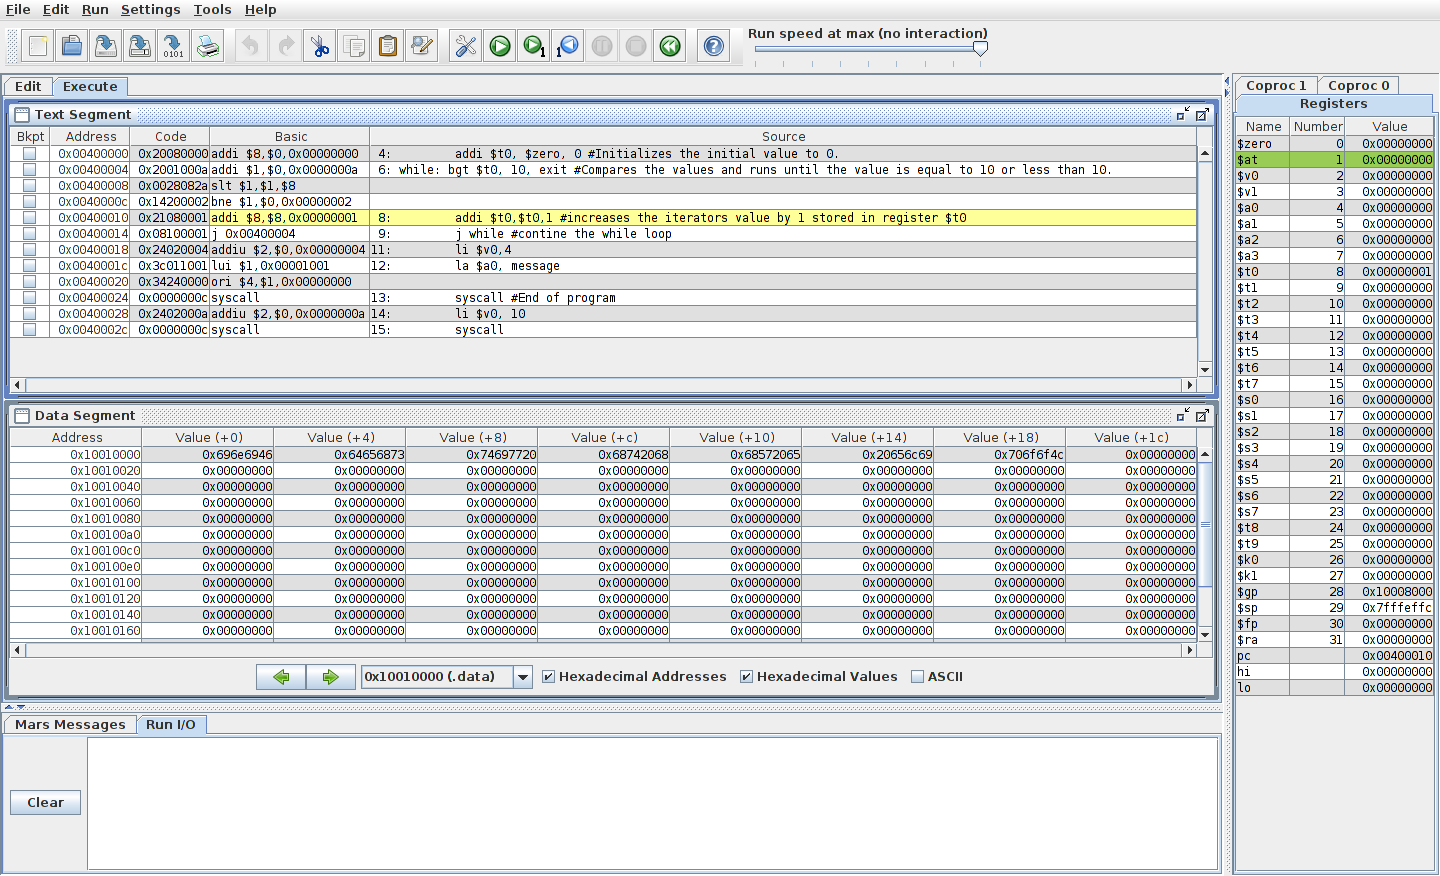 File Edit Run Settings Tools Help
Run speed at max (no interaction)
0101 1 1 ?
Edit Execute
Text Segment
Bkpt Address Code Basic Source
0x00400000 0x20080000 addi $8,$0,0x00000000 4: addi $t0, $zero, 0 #Initializes the initial value to 0.
0x00400004 0x2001000a addi $1,$0,0x0000000a 6: while: bgt $t0, 10, exit #Compares the values and runs until the value is equal to 10 or less than 10.
0x00400008 0x0028082a slt $1,$1,$8
0x0040000c 0x14200002 bne $1,$0,0x00000002
0x00400010 0x21080001 addi $8,$8,0x00000001 8: addi $t0,$t0,1 #increases the iterators value by 1 stored in register $t0
0x00400014 0x08100001 j 0x00400004 9: j while #contine the while loop
0x00400018 0x24020004 addiu $2,$0,0x00000004 11: li $v0,4
0x0040001c 0x3c011001 lui $1,0x00001001 12: la $a0, message
0x00400020 0x34240000 ori $4,$1,0x00000000
0x00400024 0x0000000c syscall 13: syscall #End of program
0x00400028 0x2402000a addiu $2,$0,0x0000000a 14: li $v0, 10
0x0040002c 0x0000000c syscall 15: syscall
Data Segment
Address Value (+0) Value (+4) Value (+8) Value (+c) Value (+10) Value (+14) Value (+18) Value (+1c)
0x10010000 0x696e6946 0x64656873 0x74697720 0x68742068 0x68572065 0x20656c69 0x706f6f4c 0x00000000
0x10010020 0x00000000 0x00000000 0x00000000 0x00000000 0x00000000 0x00000000 0x00000000 0x00000000
0x10010040 0x00000000 0x00000000 0x00000000 0x00000000 0x00000000 0x00000000 0x00000000 0x00000000
0x10010060 0x00000000 0x00000000 0x00000000 0x00000000 0x00000000 0x00000000 0x00000000 0x00000000
0x10010080 0x00000000 0x00000000 0x00000000 0x00000000 0x00000000 0x00000000 0x00000000 0x00000000
0x100100a0 0x00000000 0x00000000 0x00000000 0x00000000 0x00000000 0x00000000 0x00000000 0x00000000
0x100100c0 0x00000000 0x00000000 0x00000000 0x00000000 0x00000000 0x00000000 0x00000000 0x00000000
0x100100e0 0x00000000 0x00000000 0x00000000 0x00000000 0x00000000 0x00000000 0x00000000 0x00000000
0x10010100 0x00000000 0x00000000 0x00000000 0x00000000 0x00000000 0x00000000 0x00000000 0x00000000
0x10010120 0x00000000 0x00000000 0x00000000 0x00000000 0x00000000 0x00000000 0x00000000 0x00000000
0x10010140 0x00000000 0x00000000 0x00000000 0x00000000 0x00000000 0x00000000 0x00000000 0x00000000
0x10010160 0x00000000 0x00000000 0x00000000 0x00000000 0x00000000 0x00000000 0x00000000 0x00000000
0x10010000 (.data) Hexadecimal Addresses Hexadecimal Values ASCII
Mars Messages Run I/O
Clear
Coproc 1 Coproc 0
Registers
Name Number Value
$zero 0 0x00000000
$at 1 0x00000000
$v0 2 0x00000000
$v1 3 0x00000000
$a0 4 0x00000000
$a1 5 0x00000000
$a2 6 0x00000000
$a3 7 0x00000000
$t0 8 0x00000001
$t1 9 0x00000000
$t2 10 0x00000000
$t3 11 0x00000000
$t4 12 0x00000000
$t5 13 0x00000000
$t6 14 0x00000000
$t7 15 0x00000000
$s0 16 0x00000000
$s1 17 0x00000000
$s2 18 0x00000000
$s3 19 0x00000000
$s4 20 0x00000000
$s5 21 0x00000000
$s6 22 0x00000000
$s7 23 0x00000000
$t8 24 0x00000000
$t9 25 0x00000000
$k0 26 0x00000000
$k1 27 0x00000000
$gp 28 0x10008000
$sp 29 0x7fffeffc
$fp 30 0x00000000
$ra 31 0x00000000
pc 0x00400010
hi 0x00000000
lo 0x00000000